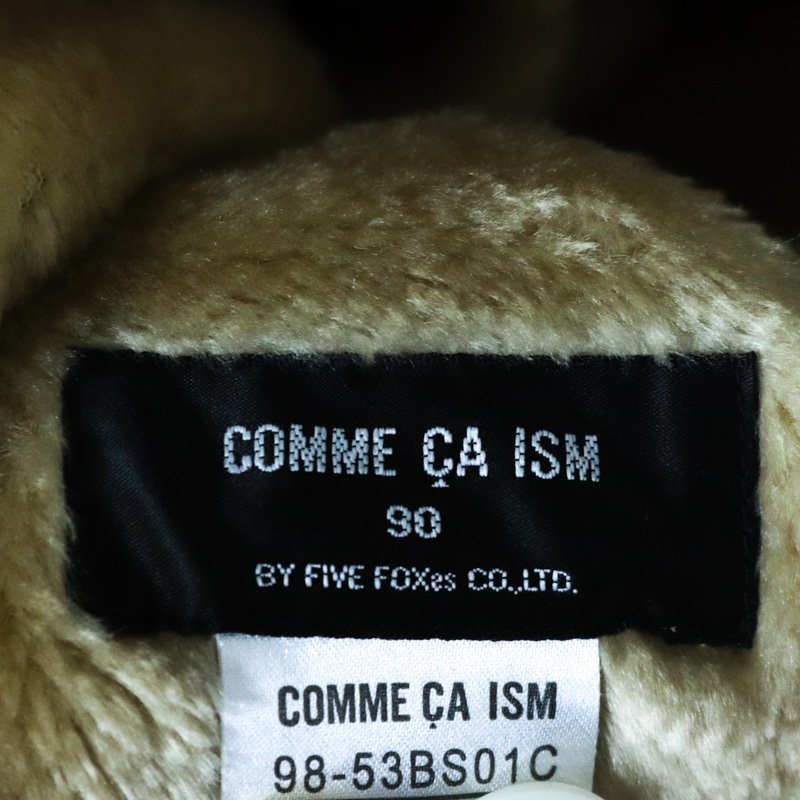 COMME ÇA ISM
90
BY FIVE FOXes CO.,LTD.
COMME ÇA ISM
98-53BS01C